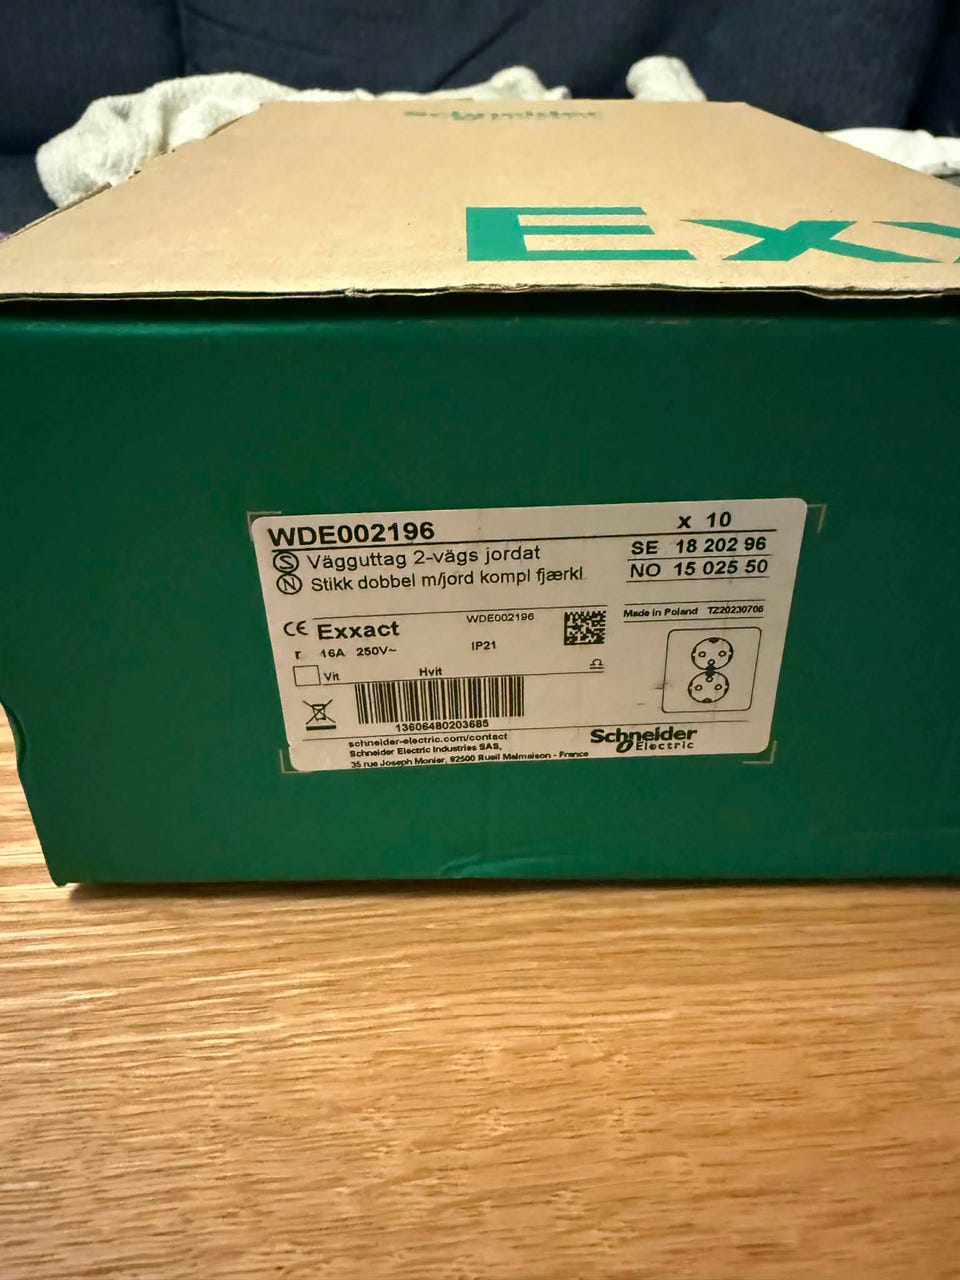 Schneider
Exx
WDE002196
x 10
S Vägguttag 2-vägs jordat
SE 18 202 96
N Stikk dobbel m/jord kompl fjærkl.
NO 15 025 50
CE Exxact
WDE002196
Made in Poland TZ20230706
r 16A 250V~
IP21
Vit
Hvit
13606480203685
schneider-electric.com/contact
Schneider Electric Industries SAS,
35 rue Joseph Monier, 92500 Rueil Malmaison - France
Schneider
Electric